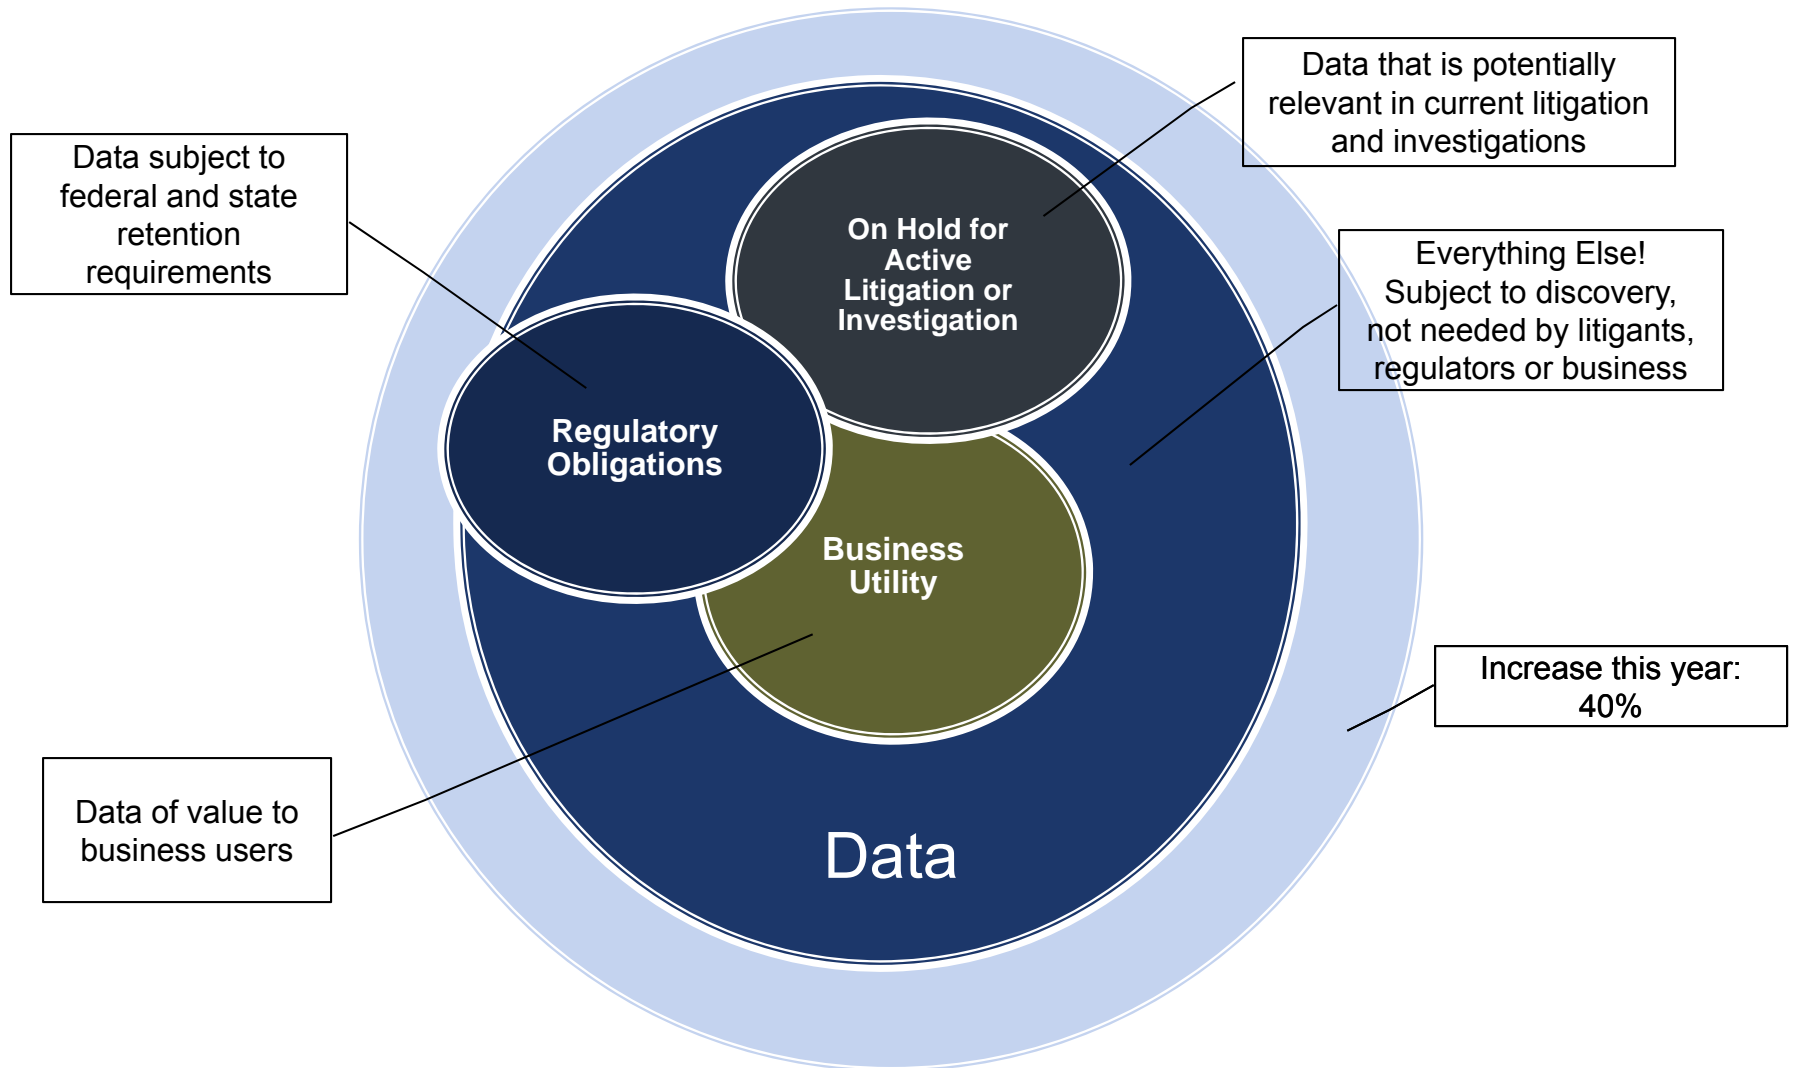 Data that is potentially
relevant in current litigation
and investigations
Data subject to
federal and state
retention
requirements
On Hold for
Active
Litigation or
Investigation
Everything Else!
Subject to discovery,
not needed by litigants,
regulators or business
Regulatory
Obligations
Business
Utility
Increase this year:
40%
Data of value to
business users
Data